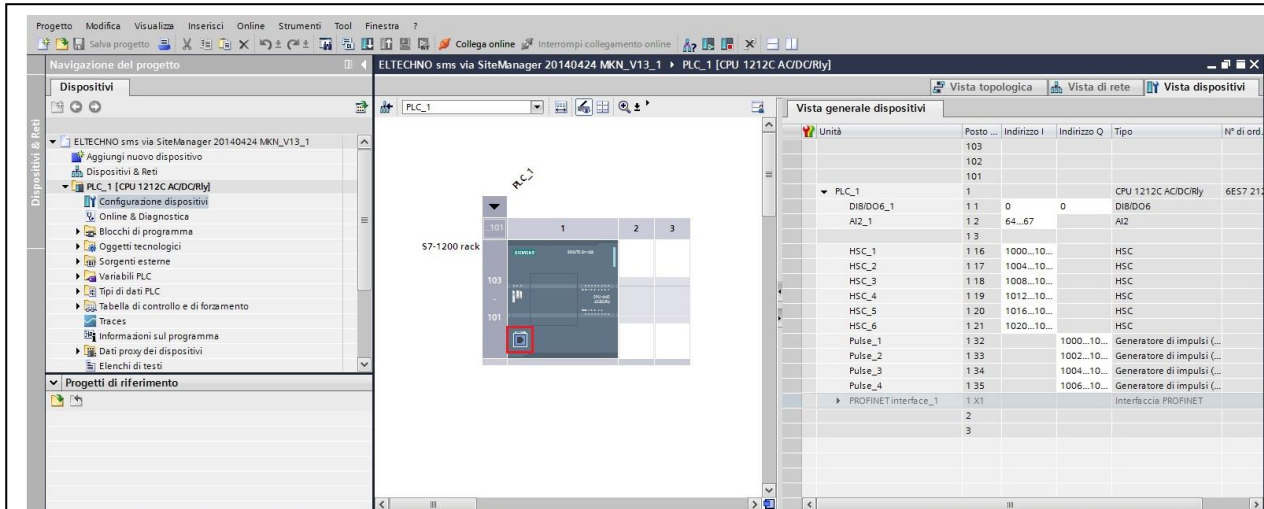 Progetto Modifica Visualizza Inserisci Online Strumenti Tool Finestra ?
Salva progetto Collega online Interrompi collegamento online
Navigazione del progetto
ELTECHNO sms via SiteManager 20140424 MKN_V13_1 PLC_1 [CPU 1212C AC/DC/Rly]
Dispositivi
Vista topologica Vista di rete Vista dispositivi
PLC_1
Vista generale dispositivi
Dispositivi & Reti
ELTECHNO sms via SiteManager 20140424 MKN_V13_1
Aggiungi nuovo dispositivo
Dispositivi & Reti
PLC_1 [CPU 1212C AC/DC/Rly]
Configurazione dispositivi
Online & Diagnostica
Blocchi di programma
Oggetti tecnologici
Sorgenti esterne
Variabili PLC
Tipi di dati PLC
Tabella di controllo e di forzamento
Traces
Informazioni sul programma
Dati proxy dei dispositivi
Elenchi di testi
Progetti di riferimento
PLC_1
...101 1 2 3
S7-1200 rack
SIEMENS
103
-
101
Unità Posto ... Indirizzo I Indirizzo Q Tipo N° di ord.
103
102
101
PLC_1 1 CPU 1212C AC/DC/Rly 6ES7 212
DI8/DO6_1 1 1 0 0 DI8/DO6
AI2_1 1 2 64...67 AI2
1 3
HSC_1 1 16 1000...10... HSC
HSC_2 1 17 1004...10... HSC
HSC_3 1 18 1008...10... HSC
HSC_4 1 19 1012...10... HSC
HSC_5 1 20 1016...10... HSC
HSC_6 1 21 1020...10... HSC
Pulse_1 1 32 1000...10... Generatore di impulsi (...
Pulse_2 1 33 1002...10... Generatore di impulsi (...
Pulse_3 1 34 1004...10... Generatore di impulsi (...
Pulse_4 1 35 1006...10... Generatore di impulsi (...
PROFINET interface_1 1 X1 Interfaccia PROFINET
2
3